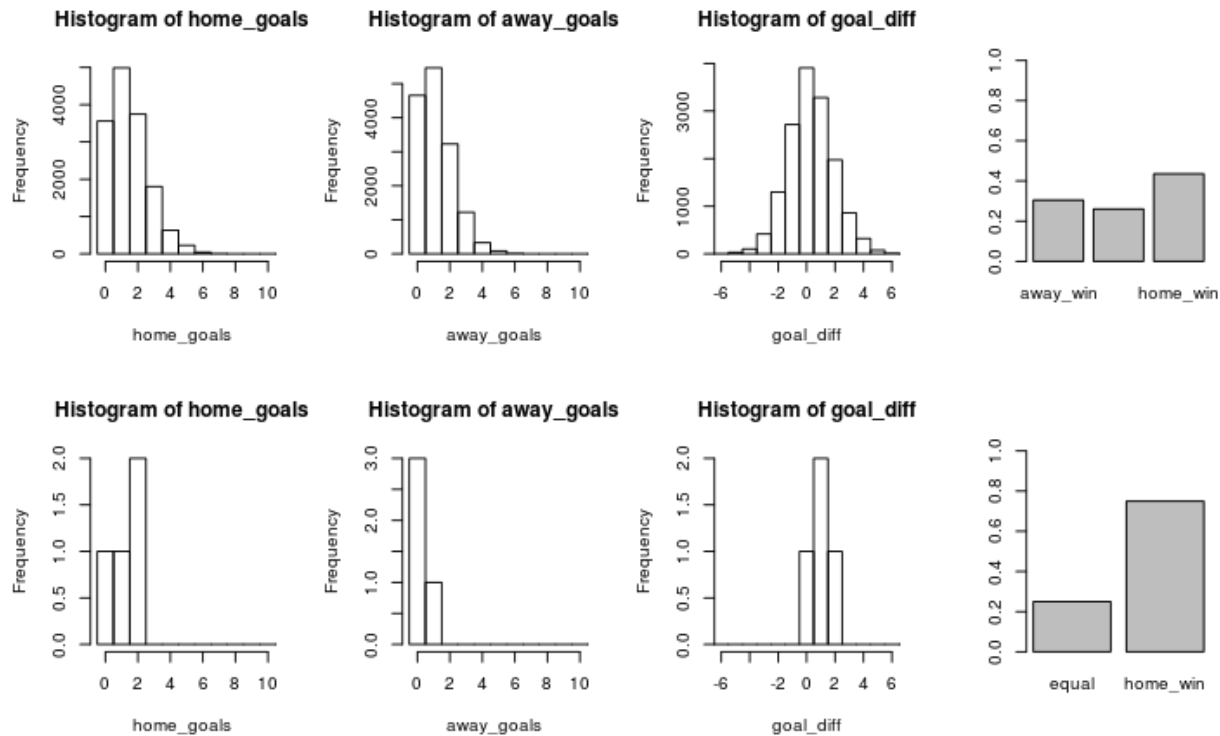 Histogram of home_goals
Frequency
0 2000 4000
0 2 4 6 8 10
home_goals
Histogram of away_goals
Frequency
0 2000 4000
0 2 4 6 8 10
away_goals
Histogram of goal_diff
Frequency
0 1000 3000
-6 -2 0 2 4 6
goal_diff
0.0 0.2 0.4 0.6 0.8 1.0
away_win home_win
Histogram of home_goals
Frequency
0.0 0.5 1.0 1.5 2.0
0 2 4 6 8 10
home_goals
Histogram of away_goals
Frequency
0.0 1.0 2.0 3.0
0 2 4 6 8 10
away_goals
Histogram of goal_diff
Frequency
0.0 0.5 1.0 1.5 2.0
-6 -2 0 2 4 6
goal_diff
0.0 0.2 0.4 0.6 0.8 1.0
equal home_win